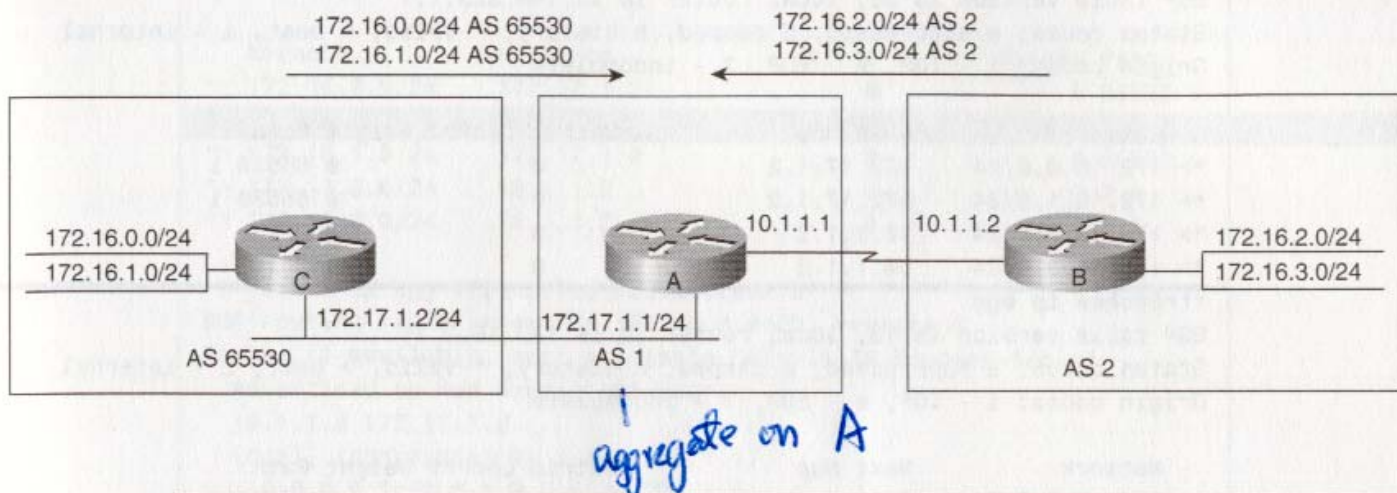 172.16.0.0/24 AS 65530
172.16.2.0/24 AS 2
172.16.1.0/24 AS 65530
172.16.3.0/24 AS 2
172.16.0.0/24
172.16.1.0/24
C
A
10.1.1.1
10.1.1.2
B
172.16.2.0/24
172.16.3.0/24
172.17.1.2/24
172.17.1.1/24
AS 65530
AS 1
AS 2
aggregate on A